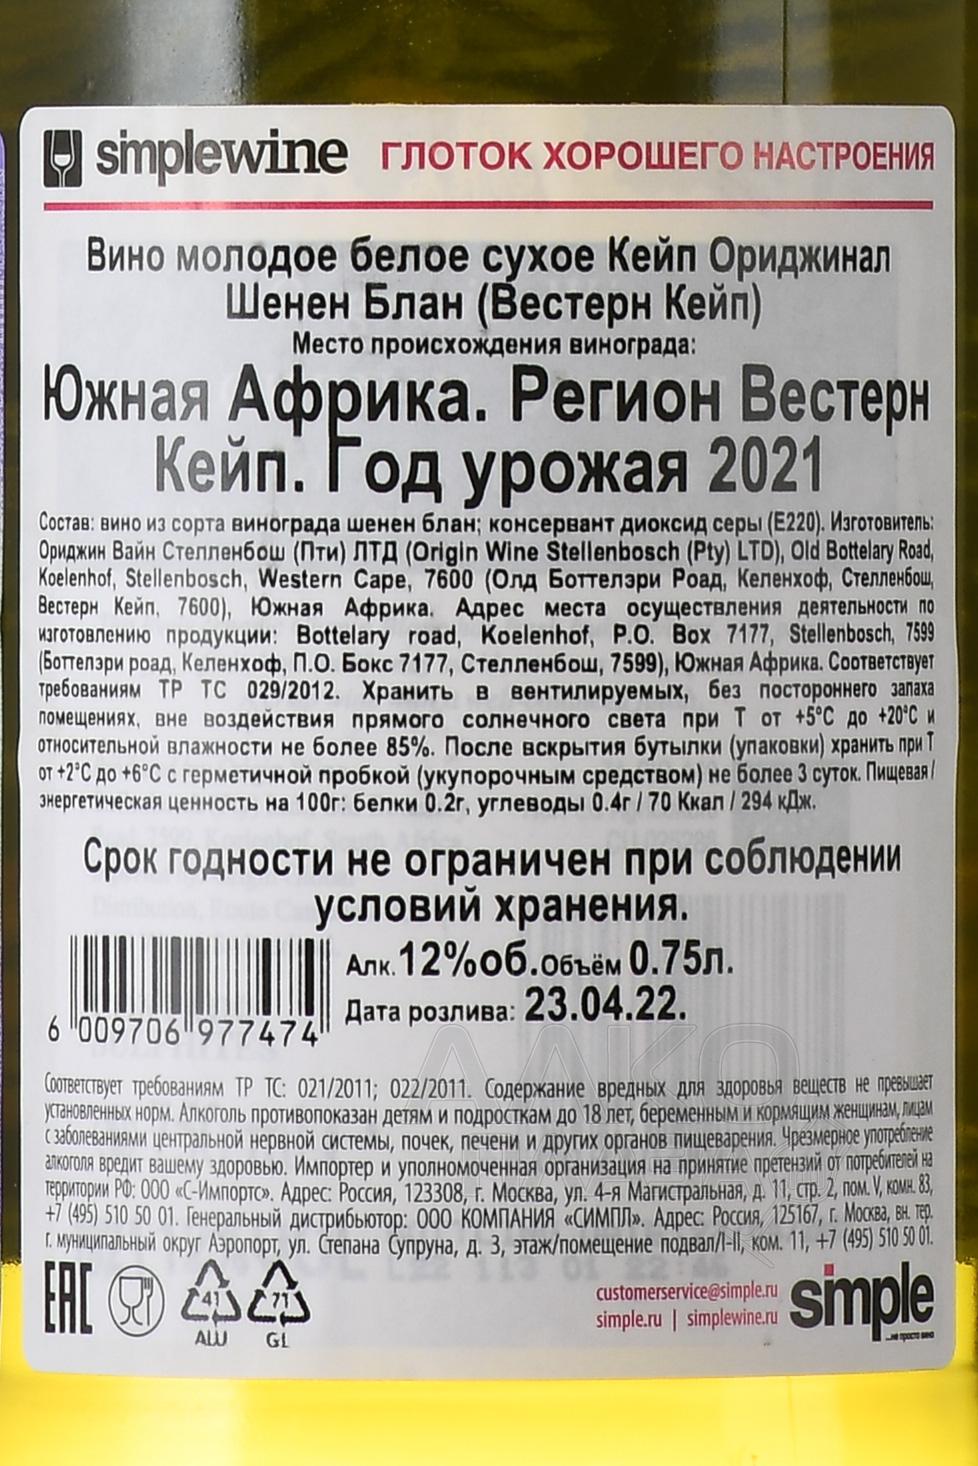 simplewine ГЛОТОК ХОРОШЕГО НАСТРОЕНИЯ
Вино молодое белое сухое Кейп Ориджинал
Шенен Блан (Вестерн Кейп)
Место происхождения винограда:
Южная Африка. Регион Вестерн
Кейп. Год урожая 2021
Состав: вино из сорта винограда шенен блан; консервант диоксид серы (Е220). Изготовитель:
Ориджин Вайн Стелленбош (Пти) ЛТД (Origin Wine Stellenbosch (Pty) LTD), Old Bottelary Road,
Koelenhof, Stellenbosch, Western Cape, 7600 (Олд Боттелэри Роад, Келенхоф, Стелленбош,
Вестерн Кейп, 7600), Южная Африка. Адрес места осуществления деятельности по
изготовлению продукции: Bottelary road, Koelenhof, P.O. Box 7177, Stellenbosch, 7599
(Боттелэри роад, Келенхоф, П.О. Бокс 7177, Стелленбош, 7599), Южная Африка. Соответствует
требованиям ТР ТС 029/2012. Хранить в вентилируемых, без постороннего запаха
помещениях, вне воздействия прямого солнечного света при Т от +5°С до +20°С и
относительной влажности не более 85%. После вскрытия бутылки (упаковки) хранить при Т
от +2°С до +6°С с герметичной пробкой (укупорочным средством) не более 3 суток. Пищевая/
энергетическая ценность на 100г: белки 0.2г, углеводы 0.4г / 70 Ккал / 294 кДж.
Срок годности не ограничен при соблюдении
условий хранения.
Алк. 12%об. Объём 0.75л.
Дата розлива: 23.04.22.
6 009706 977474
Соответствует требованиям ТР ТС: 021/2011; 022/2011. Содержание вредных для здоровья веществ не превышает
установленных норм. Алкоголь противопоказан детям и подросткам до 18 лет, беременным и кормящим женщинам, лицам
с заболеваниями центральной нервной системы, почек, печени и других органов пищеварения. Чрезмерное употребление
алкоголя вредит вашему здоровью. Импортер и уполномоченная организация на принятие претензий от потребителей на
территории РФ: ООО «С-Импортс». Адрес: Россия, 123308, г. Москва, ул. 4-я Магистральная, д. 11, стр. 2, пом. V, комн. 83,
+7 (495) 510 50 01. Генеральный дистрибьютор: ООО КОМПАНИЯ «СИМПЛ». Адрес: Россия, 125167, г. Москва, вн. тер.
г. муниципальный округ Аэропорт, ул. Степана Супруна, д. 3, этаж/помещение подвал/I-II, ком. 11, +7 (495) 510 50 01.
EAC
41
ALU
71
GL
customerservice@simple.ru
simple.ru | simplewine.ru
simple
...не просто вино